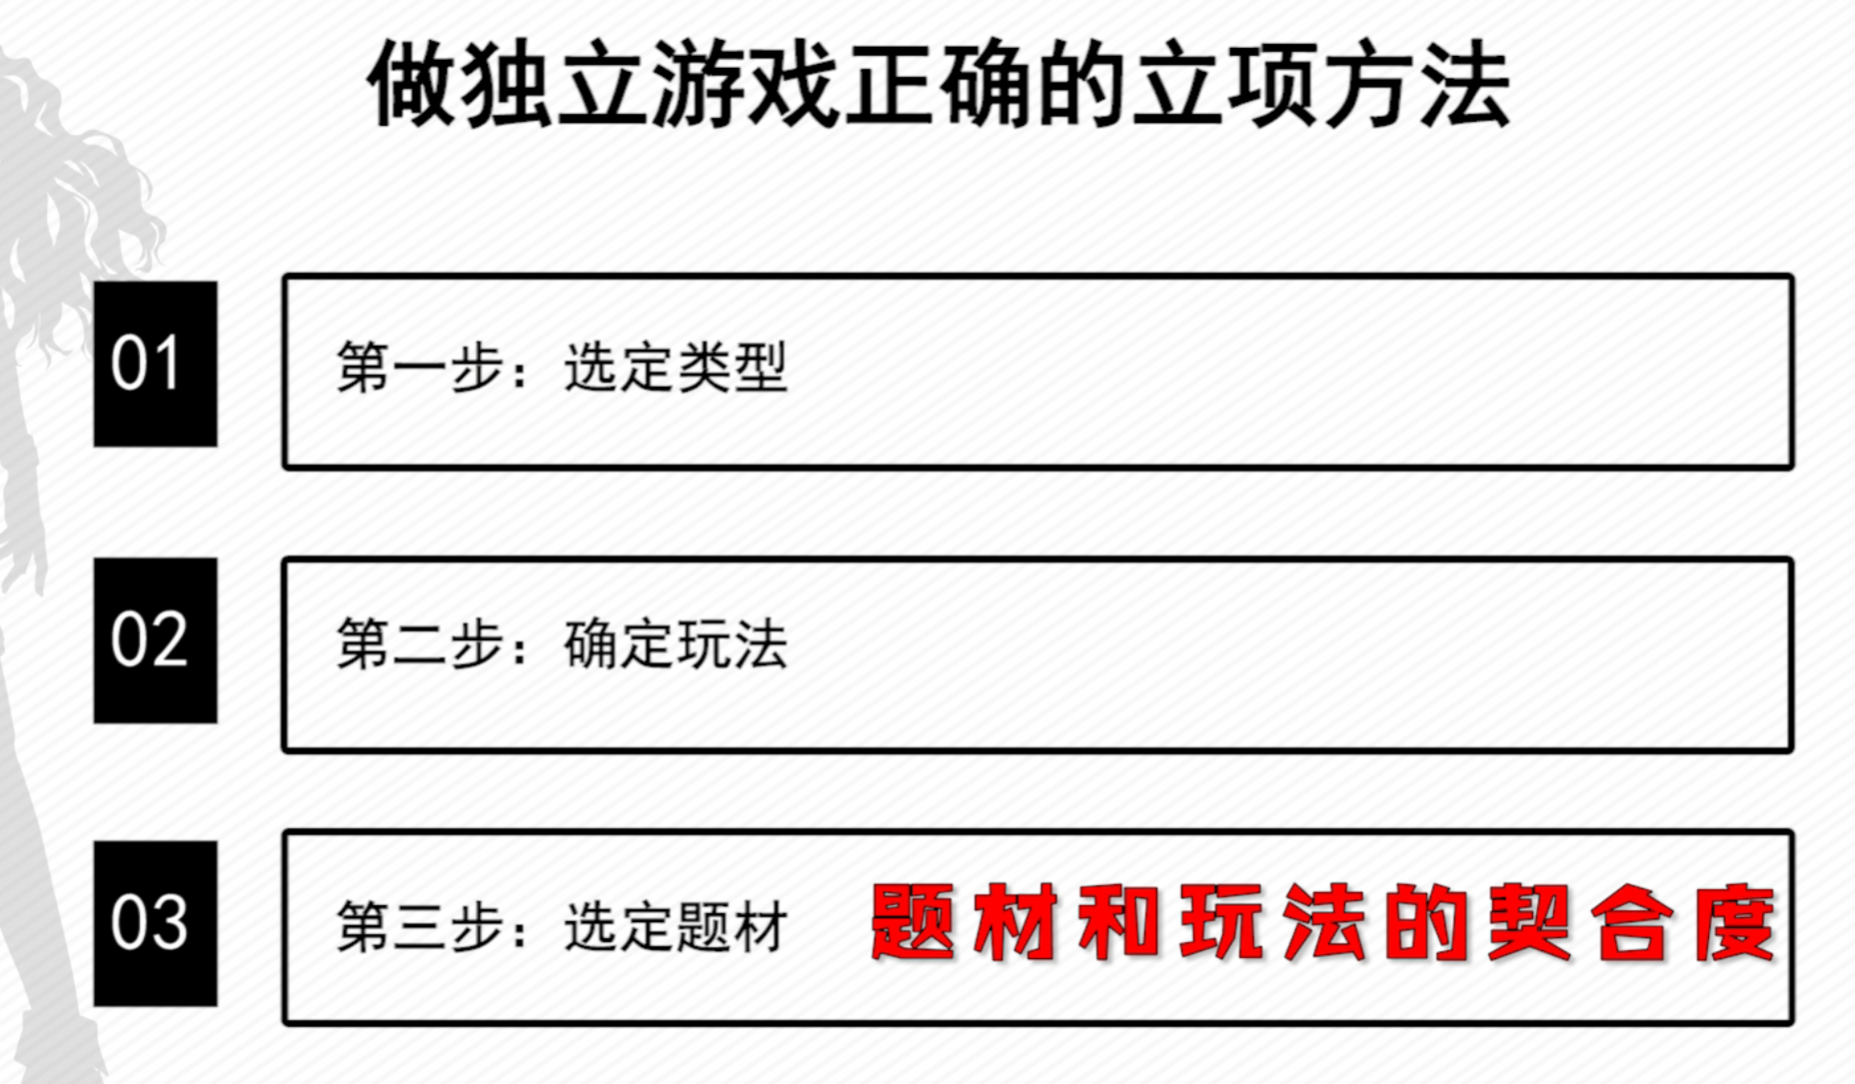 做独立游戏正确的立项方法
01
第一步：选定类型
02
第二步：确定玩法
03
第三步：选定题材 题材和玩法的契合度